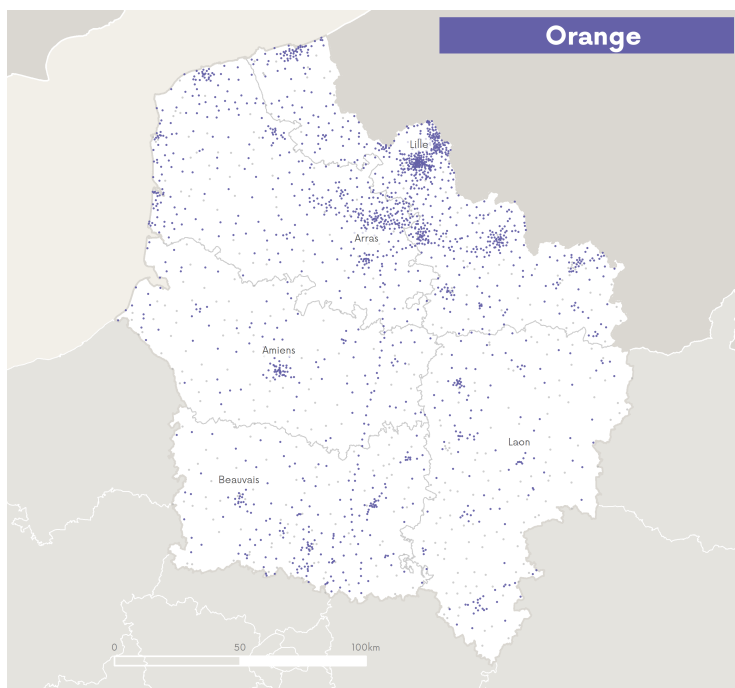 Orange
Lille
Arras
Amiens
Laon
Beauvais
0 50 100km